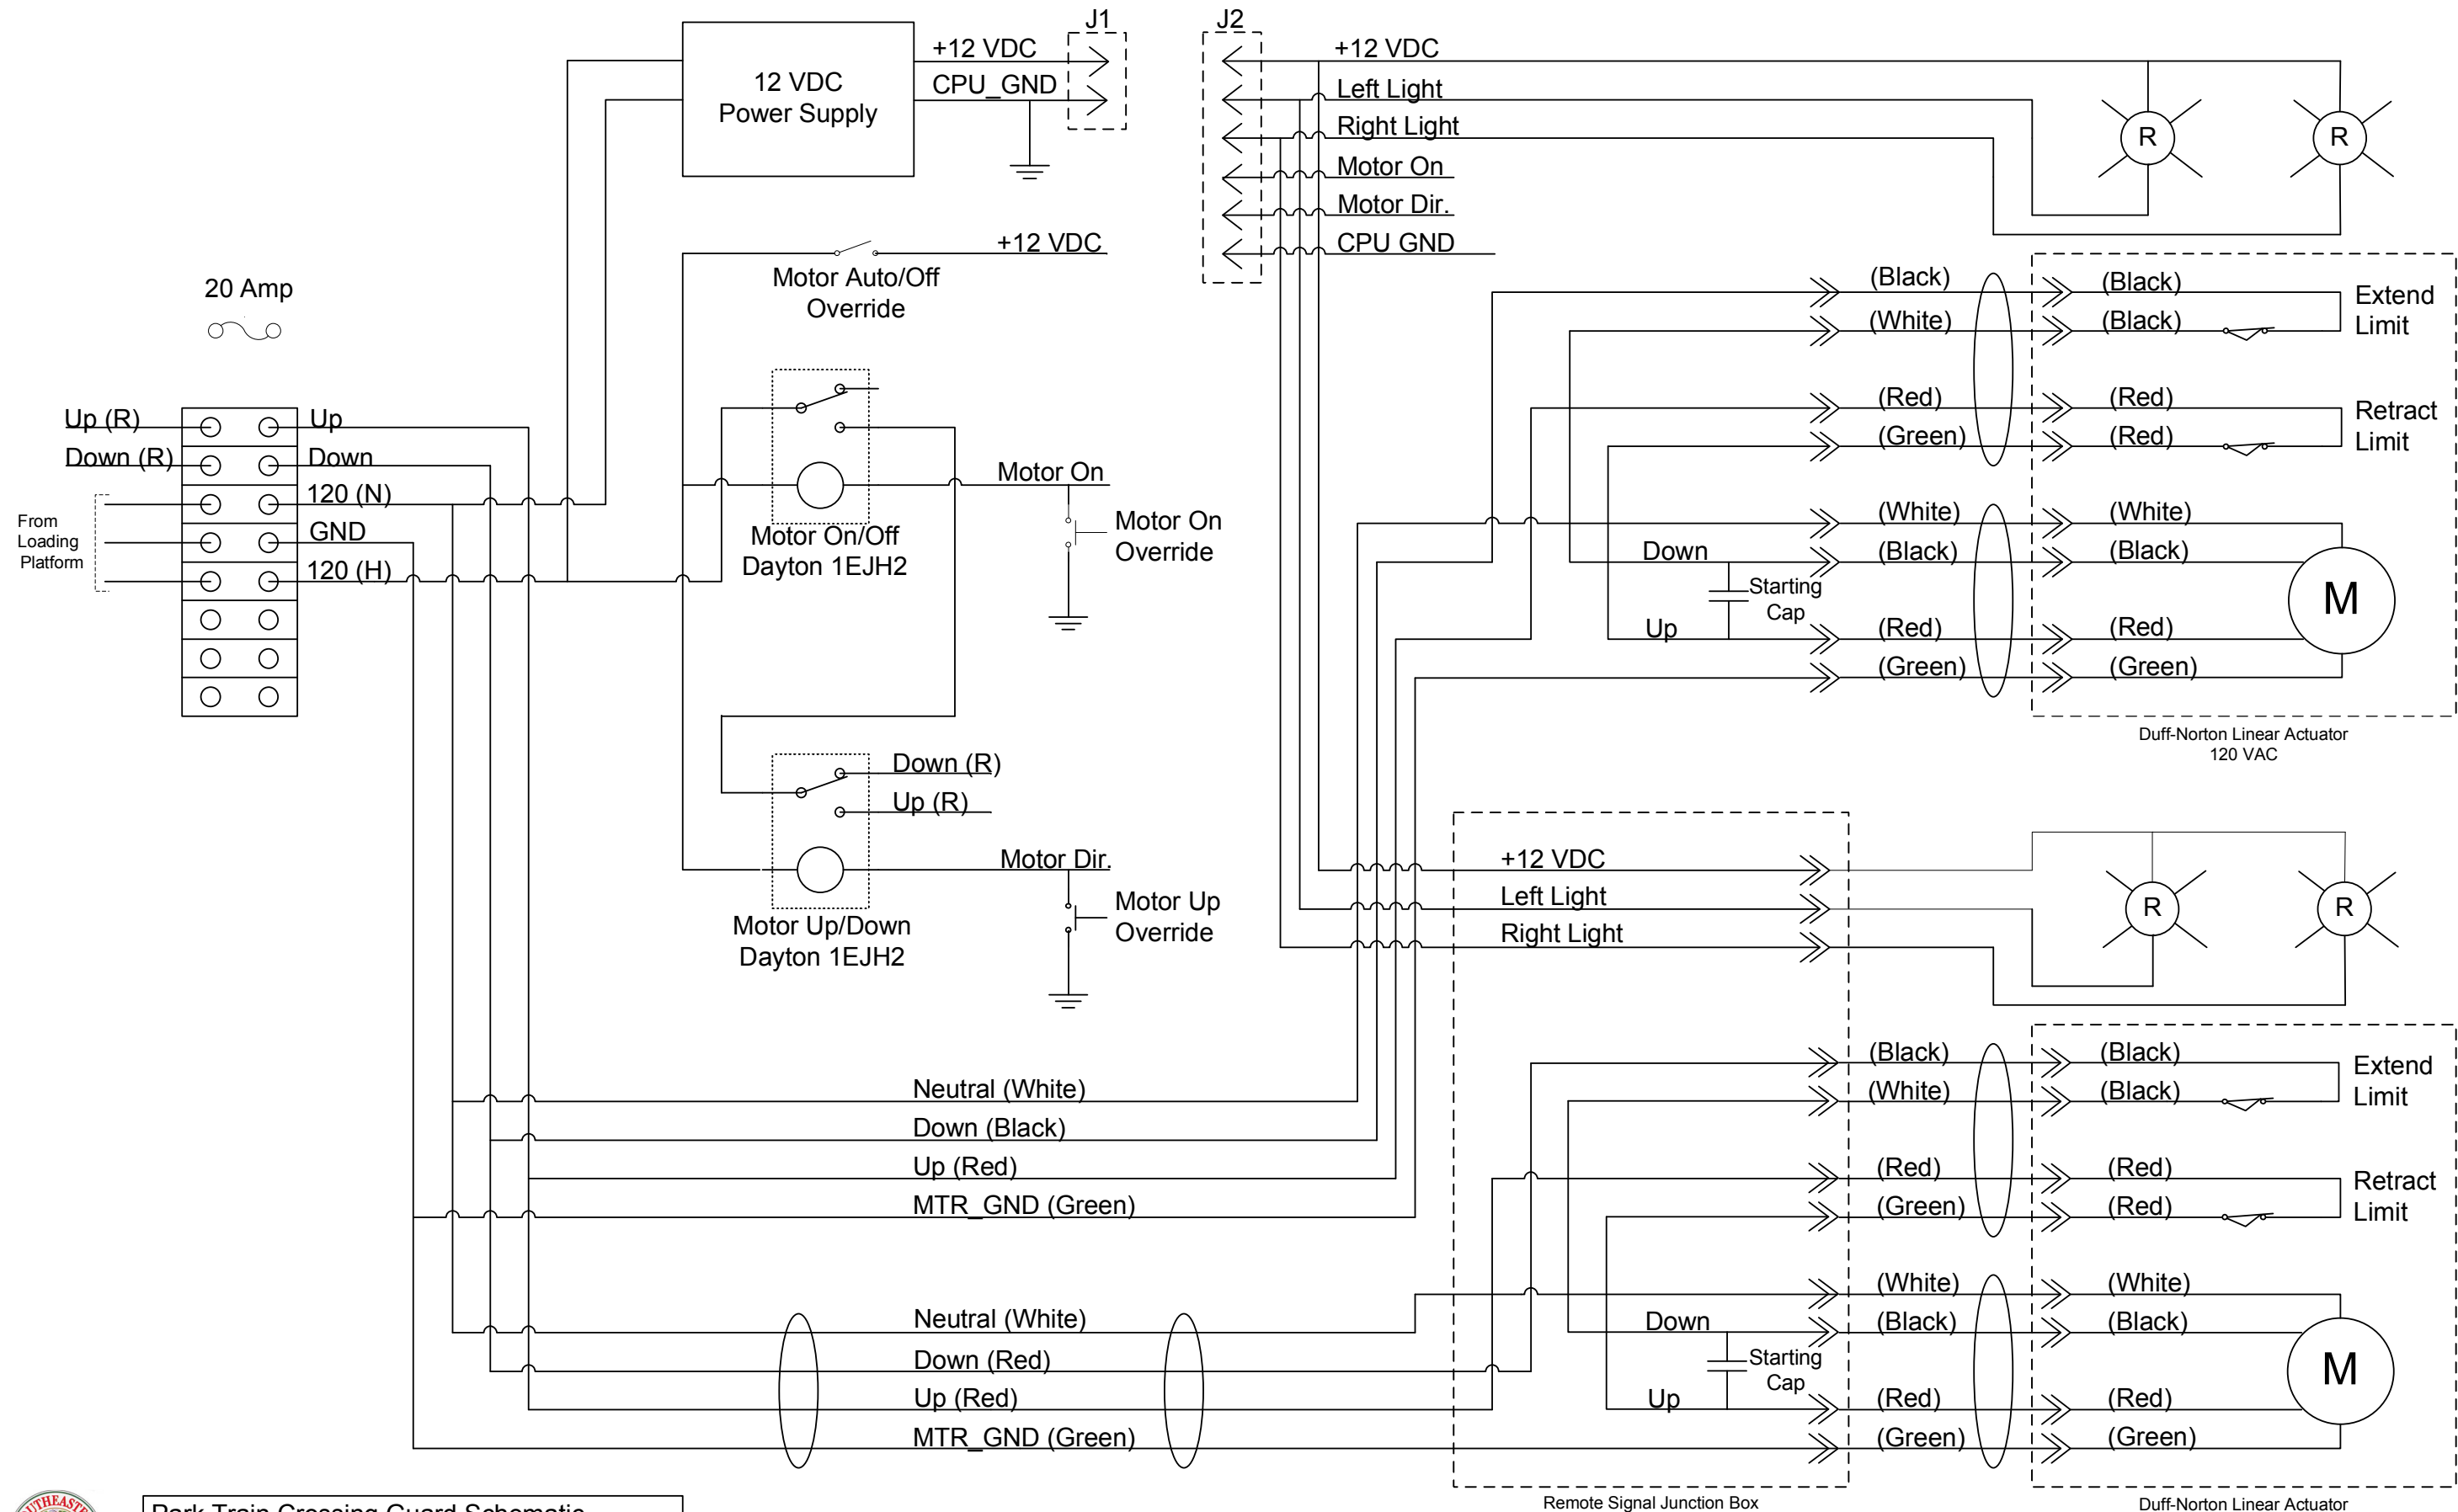 J1
J2
+12 VDC
CPU_GND
12 VDC
Power Supply
+12 VDC
Left Light
Right Light
Motor On
Motor Dir.
CPU GND
R
R
+12 VDC
Motor Auto/Off
Override
20 Amp
Up (R)
Down (R)
From
Loading
Platform
Up
Down
120 (N)
GND
120 (H)
Motor On
Motor On/Off
Dayton 1EJH2
Motor On
Override
Down (R)
Up (R)
Motor Dir.
Motor Up/Down
Dayton 1EJH2
Motor Up
Override
(Black)
(White)
(Red)
(Green)
(White)
(Black)
(Red)
(Green)
Down
Starting
Cap
Up
(Black)
(Black)
(Red)
(Red)
(White)
(Black)
(Red)
(Green)
Extend
Limit
Retract
Limit
M
Duff-Norton Linear Actuator
120 VAC
+12 VDC
Left Light
Right Light
R
R
Neutral (White)
Down (Black)
Up (Red)
MTR_GND (Green)
Neutral (White)
Down (Red)
Up (Red)
MTR_GND (Green)
(Black)
(White)
(Red)
(Green)
(White)
(Black)
(Red)
(Green)
Down
Starting
Cap
Up
(Black)
(Black)
(Red)
(Red)
(White)
(Black)
(Red)
(Green)
Extend
Limit
Retract
Limit
M
Remote Signal Junction Box
Duff-Norton Linear Actuator
Park Train Crossing Guard Schematic